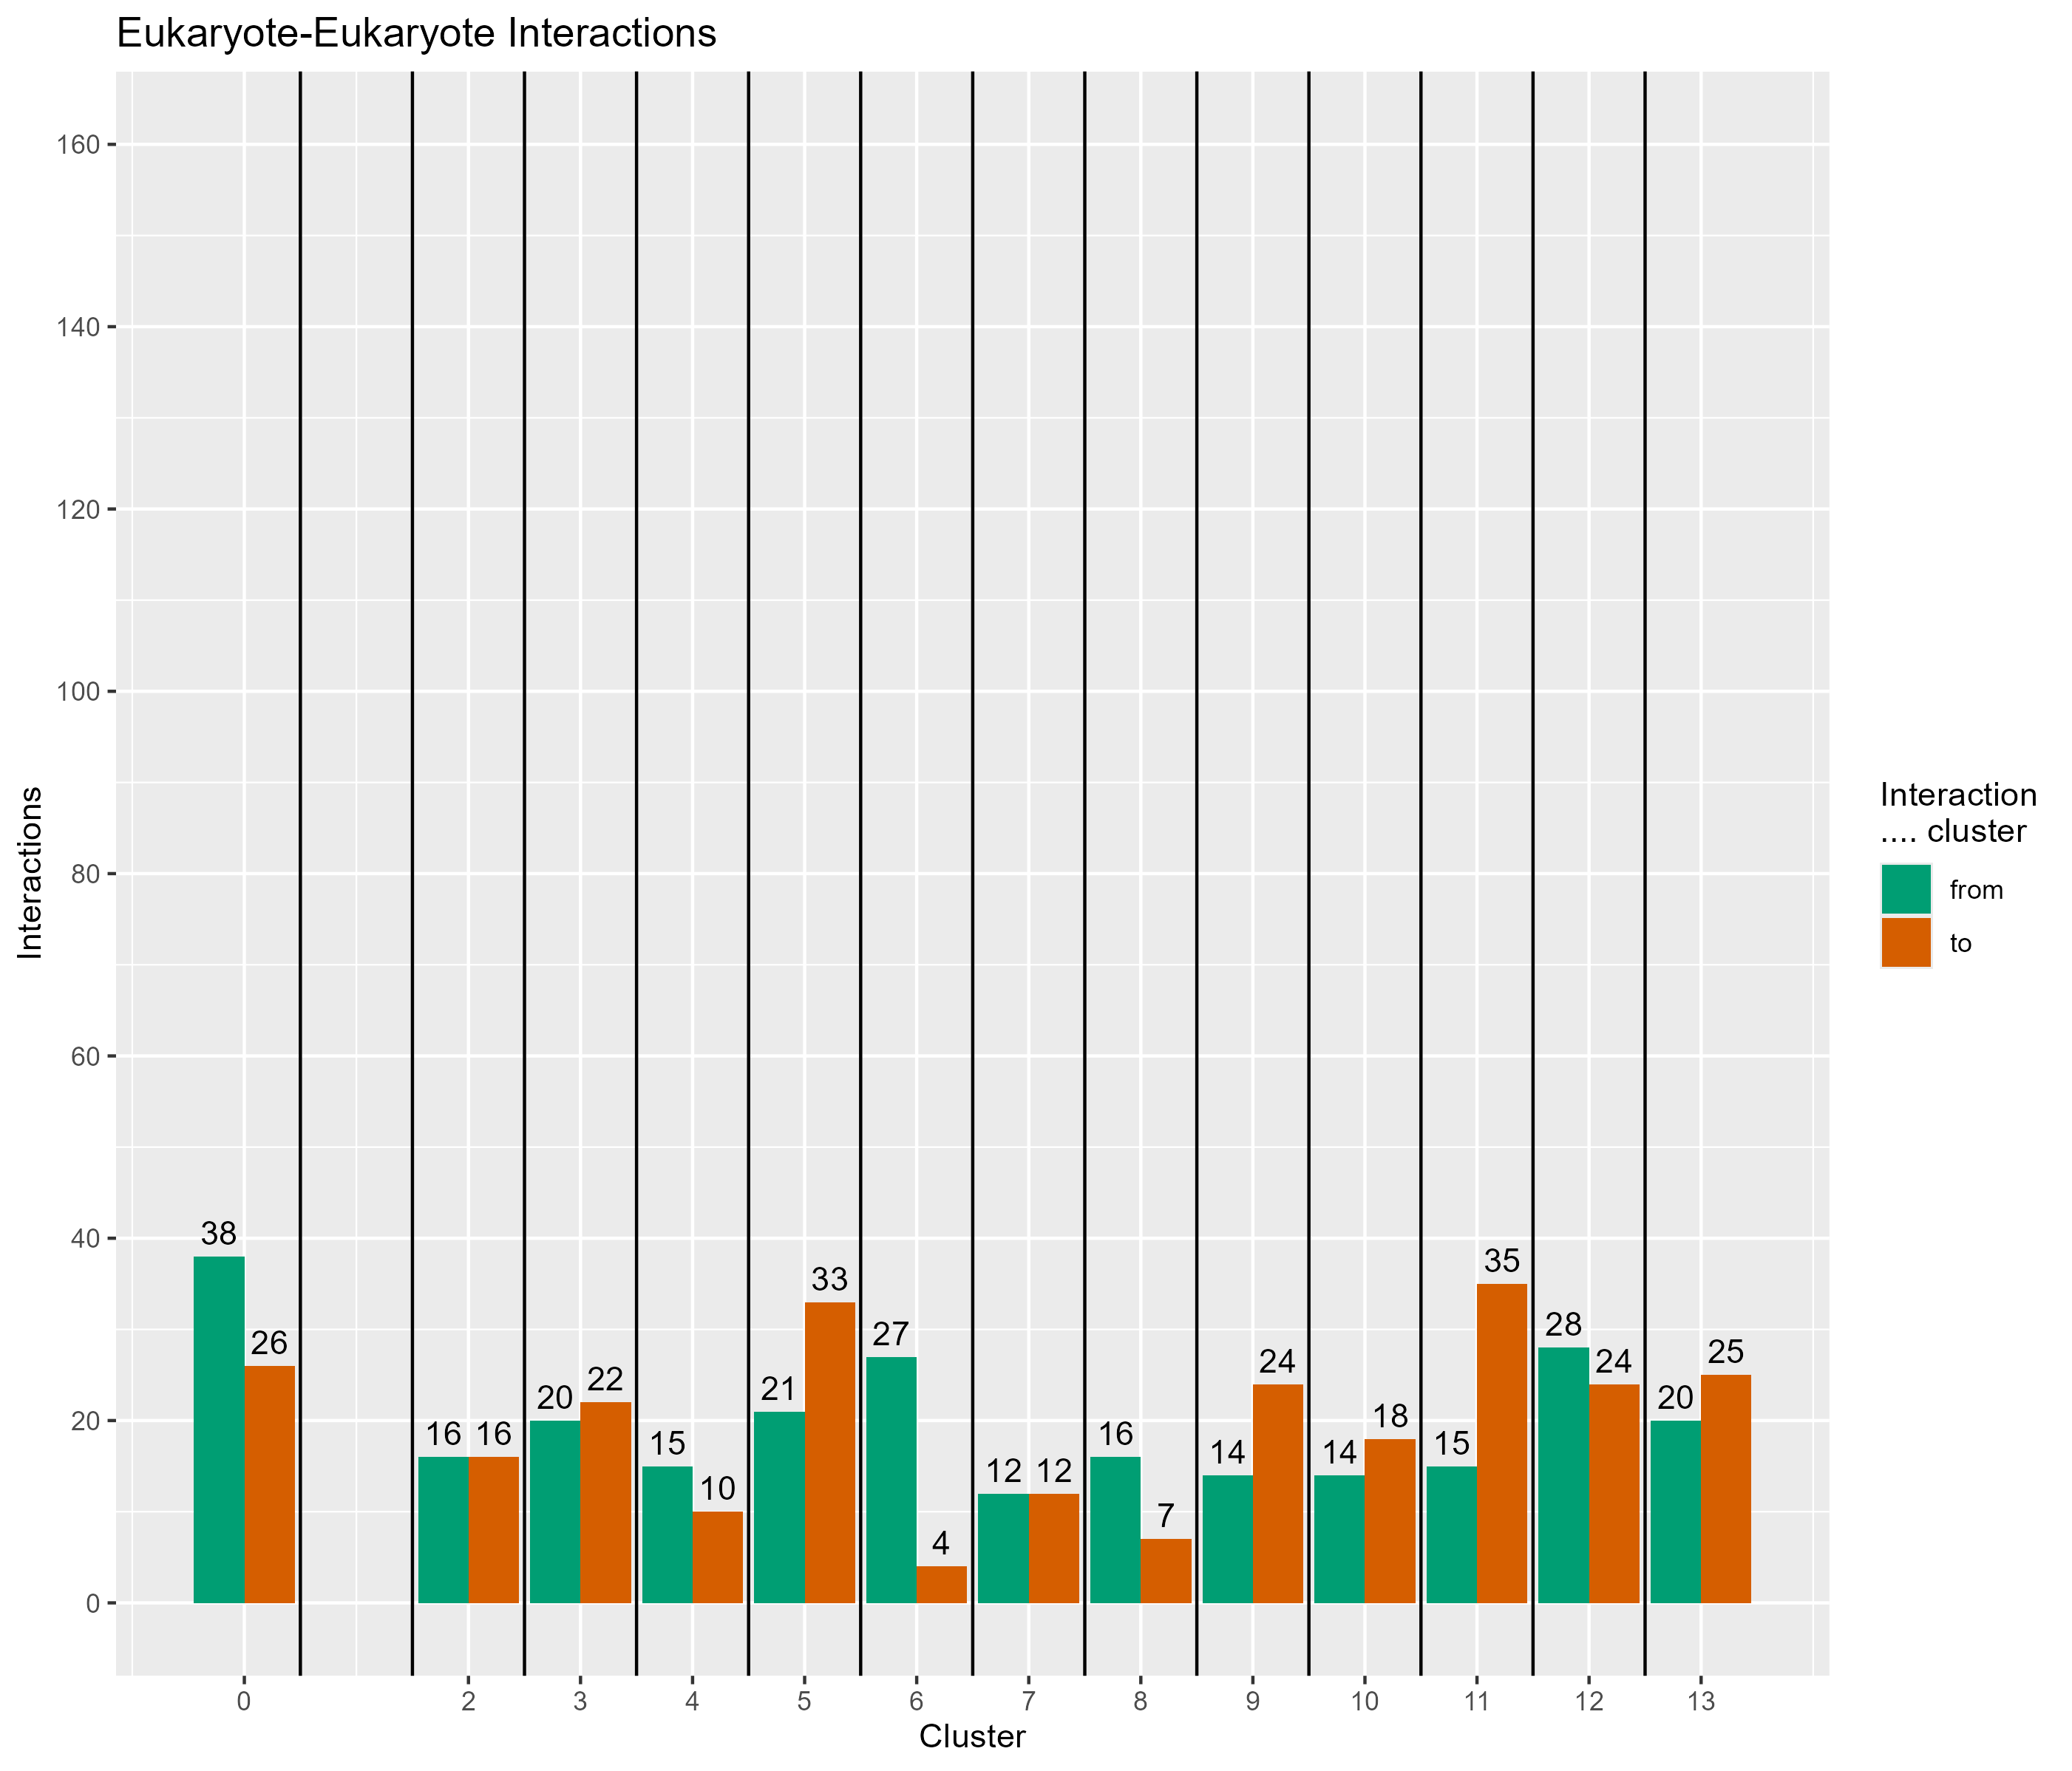 Eukaryote-Eukaryote Interactions
160
140
120
100
80
60
40
20
0
Interactions
38 26
16 16
20 22
15 10
21 33
27 4
12 12
16 7
14 24
14 18
15 35
28 24
20 25
0 2 3 4 5 6 7 8 9 10 11 12 13
Cluster
Interaction
.... cluster
from
to